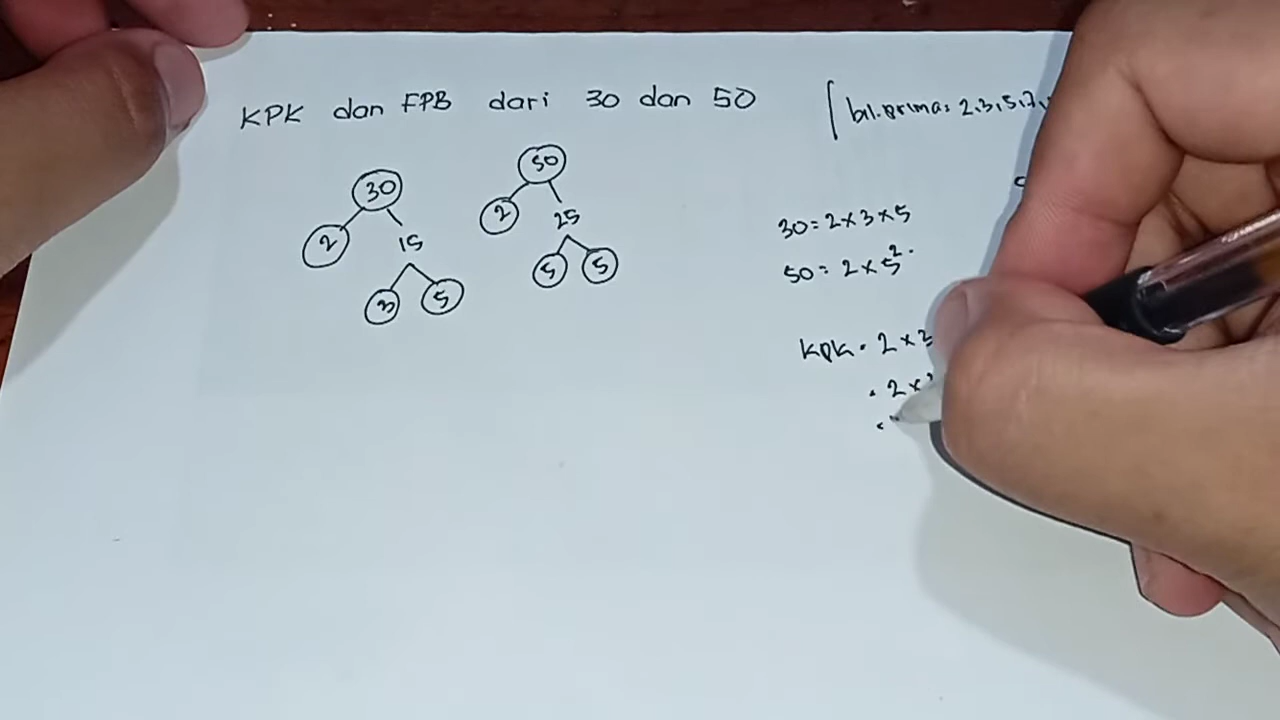 KPK dan FPB dari 30 dan 50
bil. prima: 2, 3, 5, 7,
30
2
15
3
5
50
2
25
5
5
30 = 2 x 3 x 5
50 = 2 x 5²
KPK = 2 x 3
= 2 x
=